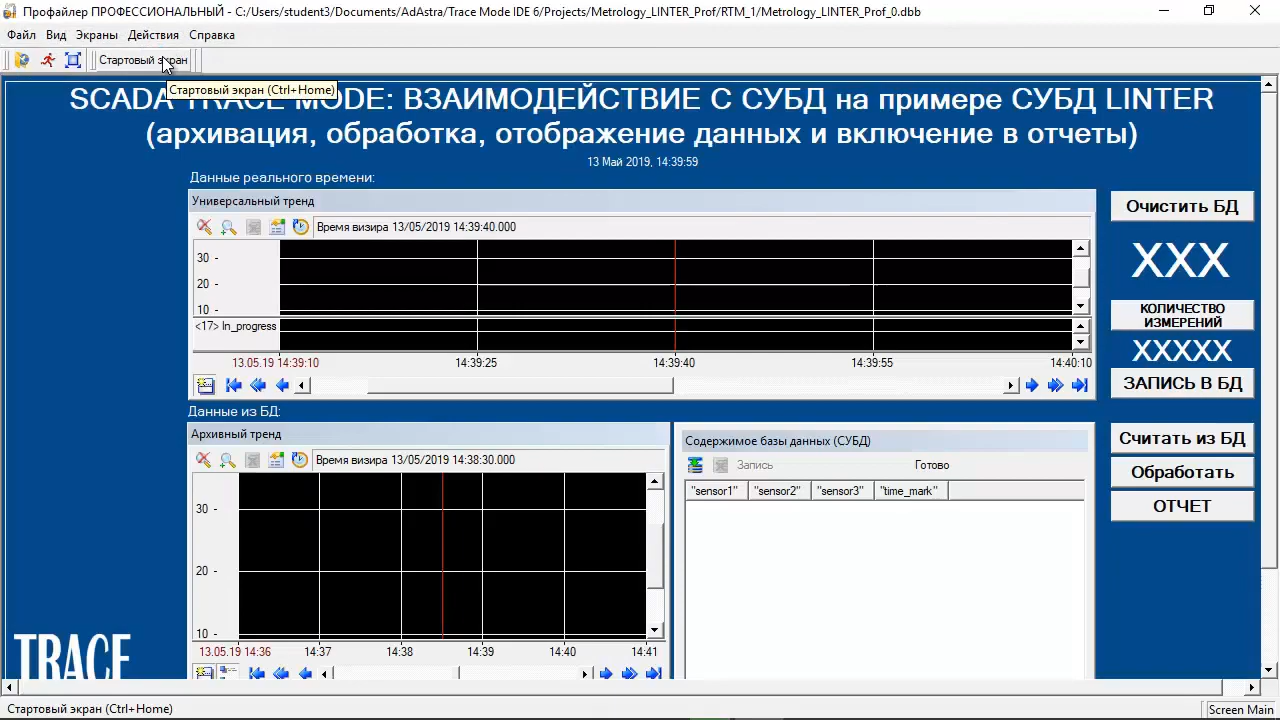 Профайлер ПРОФЕССИОНАЛЬНЫЙ - C:/Users/student3/Documents/AdAstra/Trace Mode IDE 6/Projects/Metrology_LINTER_Prof/RTM_1/Metrology_LINTER_Prof_0.dbb
Файл Вид Экраны Действия Справка
Стартовый экран
Стартовый экран (Ctrl+Home)
SCADA TRACE MODE: ВЗАИМОДЕЙСТВИЕ С СУБД на примере СУБД LINTER
(архивация, обработка, отображение данных и включение в отчеты)
13 Май 2019, 14:39:59
Данные реального времени:
Универсальный тренд
Время визира 13/05/2019 14:39:40.000
30 -
20 -
10 -
<17> In_progress
13.05.19 14:39:10 14:39:25 14:39:40 14:39:55 14:40:10
Очистить БД
XXX
КОЛИЧЕСТВО
ИЗМЕРЕНИЙ
XXXXX
ЗАПИСЬ В БД
Данные из БД:
Архивный тренд
Время визира 13/05/2019 14:38:30.000
30 -
20 -
10 -
13.05.19 14:36 14:37 14:38 14:39 14:40 14:41
Содержимое базы данных (СУБД)
Запись Готово
"sensor1" "sensor2" "sensor3" "time_mark"
Считать из БД
Обработать
ОТЧЕТ
TRACE
Стартовый экран (Ctrl+Home) Screen Main